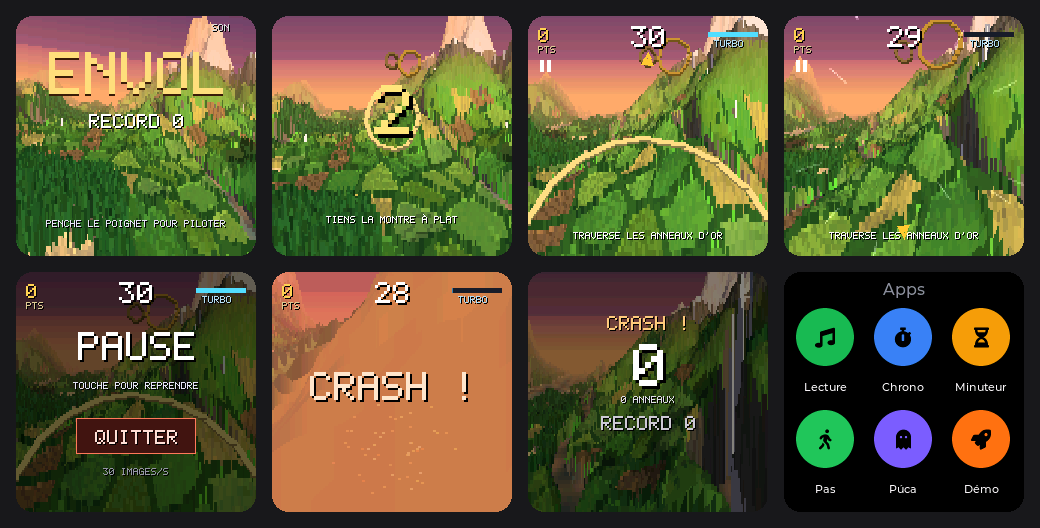 SON
ENVOL
RECORD 0
PENCHE LE POIGNET POUR PILOTER
2
TIENS LA MONTRE À PLAT
0
PTS
30
TURBO
TRAVERSE LES ANNEAUX D'OR
0
PTS
29
TURBO
TRAVERSE LES ANNEAUX D'OR
0
PTS
30
TURBO
PAUSE
TOUCHE POUR REPRENDRE
QUITTER
30 IMAGES/S
0
PTS
28
TURBO
CRASH !
CRASH !
0
0 ANNEAUX
RECORD 0
Apps
Lecture Chrono Minuteur
Pas Púca Démo